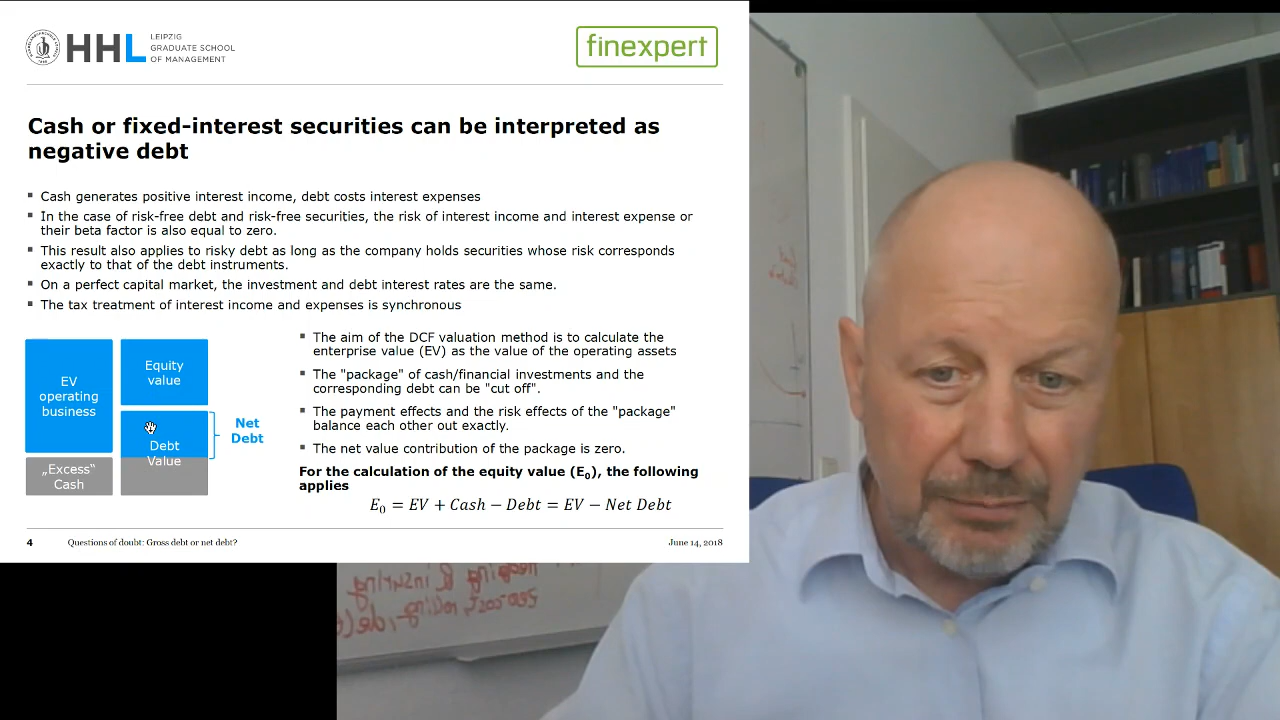 HHL
LEIPZIG
GRADUATE SCHOOL
OF MANAGEMENT
finexpert
Cash or fixed-interest securities can be interpreted as
negative debt
Cash generates positive interest income, debt costs interest expenses
In the case of risk-free debt and risk-free securities, the risk of interest income and interest expense or
their beta factor is also equal to zero.
This result also applies to risky debt as long as the company holds securities whose risk corresponds
exactly to that of the debt instruments.
On a perfect capital market, the investment and debt interest rates are the same.
The tax treatment of interest income and expenses is synchronous
EV
operating
business
„Excess“
Cash
Equity
value
Debt
Value
Net
Debt
The aim of the DCF valuation method is to calculate the
enterprise value (EV) as the value of the operating assets
The "package" of cash/financial investments and the
corresponding debt can be "cut off".
The payment effects and the risk effects of the "package"
balance each other out exactly.
The net value contribution of the package is zero.
For the calculation of the equity value (E₀), the following
applies
E₀ = EV + Cash − Debt = EV − Net Debt
4
Questions of doubt: Gross debt or net debt?
June 14, 2018
hedging & insuring
zero cost, rolling